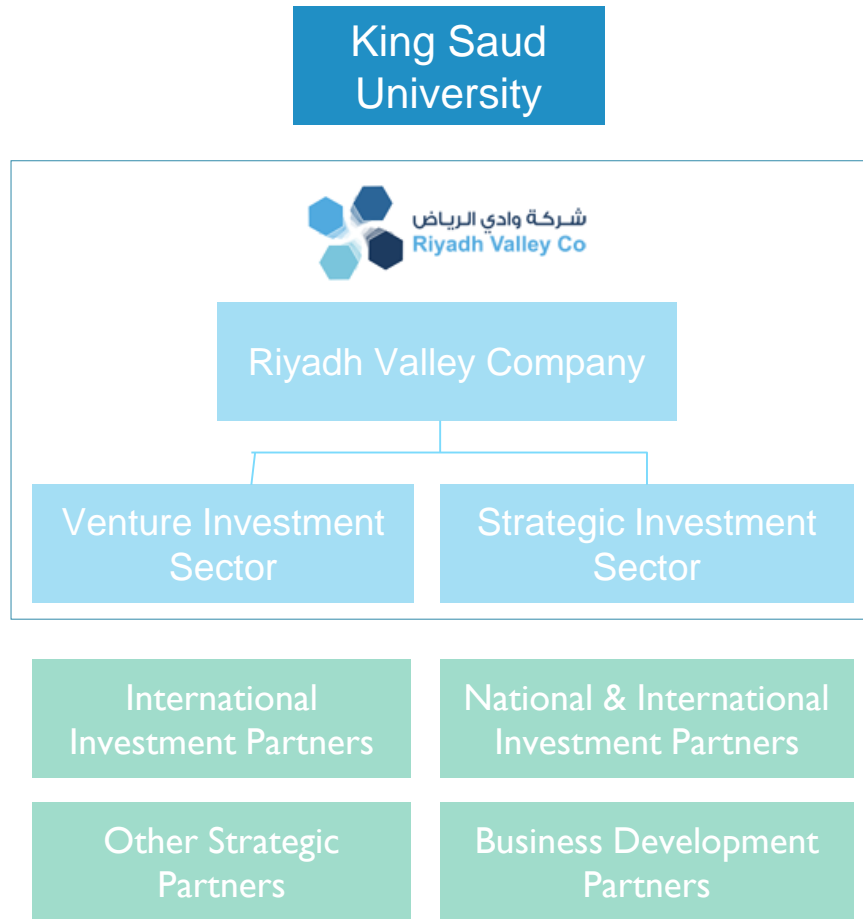 King Saud
University
شركة وادي الرياض
Riyadh Valley Co
Riyadh Valley Company
Venture Investment
Sector
Strategic Investment
Sector
International
Investment Partners
National & International
Investment Partners
Other Strategic
Partners
Business Development
Partners